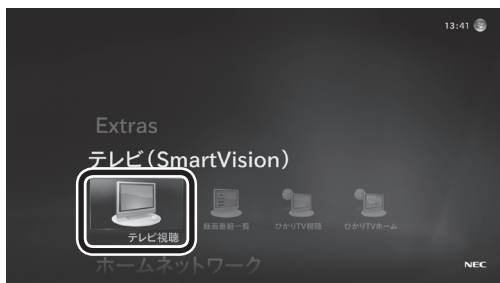 13:41
Extras
テレビ(SmartVision)
テレビ視聴
録画番組一覧
ひかりTV視聴
ひかりTVホーム
ホームネットワーク
NEC